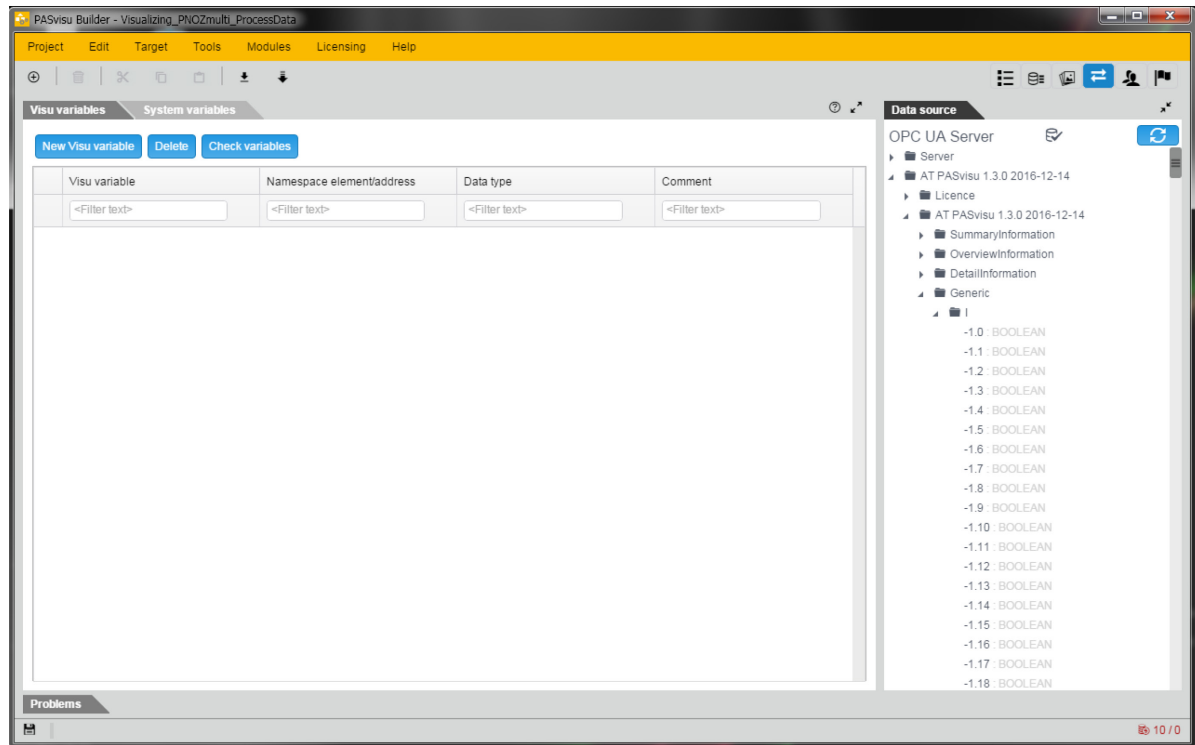 PASvisu Builder - Visualizing_PNOZmulti_ProcessData
Project Edit Target Tools Modules Licensing Help
Visu variables System variables
Data source
New Visu variable Delete Check variables
OPC UA Server
Visu variable Namespace element/address Data type Comment
<Filter text> <Filter text> <Filter text> <Filter text>
Server
AT PASvisu 1.3.0 2016-12-14
Licence
AT PASvisu 1.3.0 2016-12-14
SummaryInformation
OverviewInformation
DetailInformation
Generic
I
-1.0 : BOOLEAN
-1.1 : BOOLEAN
-1.2 : BOOLEAN
-1.3 : BOOLEAN
-1.4 : BOOLEAN
-1.5 : BOOLEAN
-1.6 : BOOLEAN
-1.7 : BOOLEAN
-1.8 : BOOLEAN
-1.9 : BOOLEAN
-1.10 : BOOLEAN
-1.11 : BOOLEAN
-1.12 : BOOLEAN
-1.13 : BOOLEAN
-1.14 : BOOLEAN
-1.15 : BOOLEAN
-1.16 : BOOLEAN
-1.17 : BOOLEAN
-1.18 : BOOLEAN
Problems
10 / 0